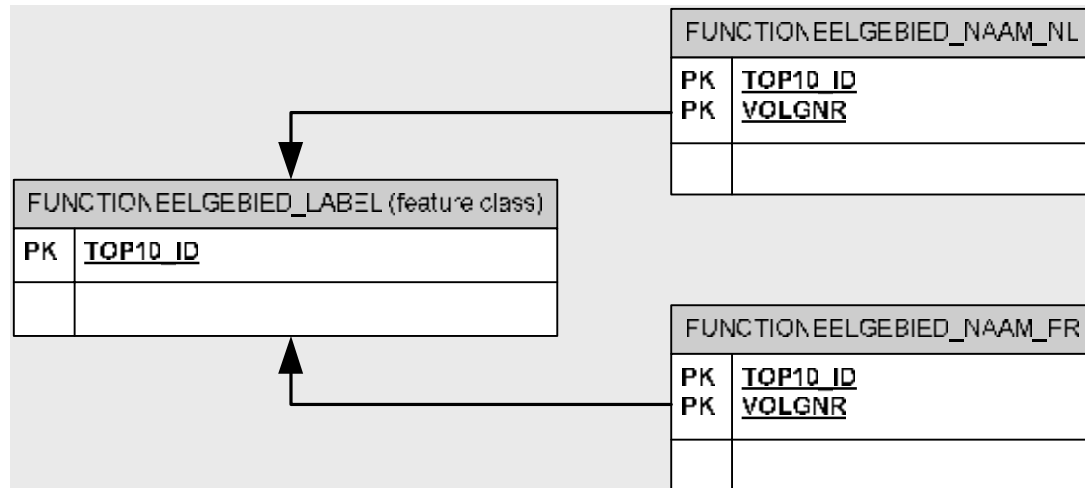 FUNCTIONEELGEBIED_NAAM_NL
PK TOP10_ID
PK VOLGNR
FUNCTIONEELGEBIED_LABEL (feature class)
PK TOP10_ID
FUNCTIONEELGEBIED_NAAM_FR
PK TOP10_ID
PK VOLGNR